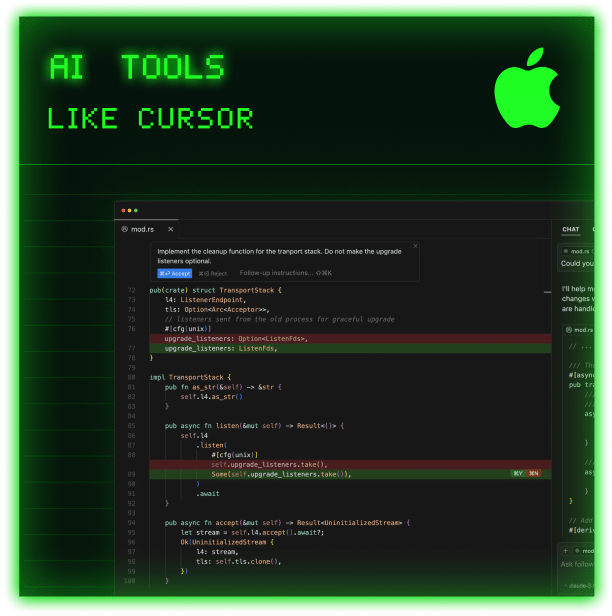 AI TOOLS
LIKE CURSOR
mod.rs
Implement the cleanup function for the tranport stack. Do not make the upgrade
listeners optional.
⌘⏎ Accept ⌘⌫ Reject Follow-up instructions... ⇧⌘K
72 pub(crate) struct TransportStack {
73 l4: ListenerEndpoint,
74 tls: Option<Arc<Acceptor>>,
75 // listeners sent from the old process for graceful upgrade
76 #[cfg(unix)]
upgrade_listeners: Option<ListenFds>,
77 upgrade_listeners: ListenFds,
78 }
79
80 impl TransportStack {
81 pub fn as_str(&self) -> &str {
82 self.l4.as_str()
83 }
84
85 pub async fn listen(&mut self) -> Result<()> {
86 self.l4
87 .listen(
88 #[cfg(unix)]
self.upgrade_listeners.take(),
89 Some(self.upgrade_listeners.take()), ⌘Y ⌘N
90 )
91 .await
92 }
93
94 pub async fn accept(&mut self) -> Result<UninitializedStream> {
95 let stream = self.l4.accept().await?;
96 Ok(UninitializedStream {
97 l4: stream,
98 tls: self.tls.clone(),
99 })
100 }
CHAT
mod.rs
Could you
I'll help m
changes w
are handle
mod.rs
// ...
/// Th
#[async
pub tra
///
///
asy
}
///
asy
}
}
// Add
#[deriv
+ mod
Ask follow